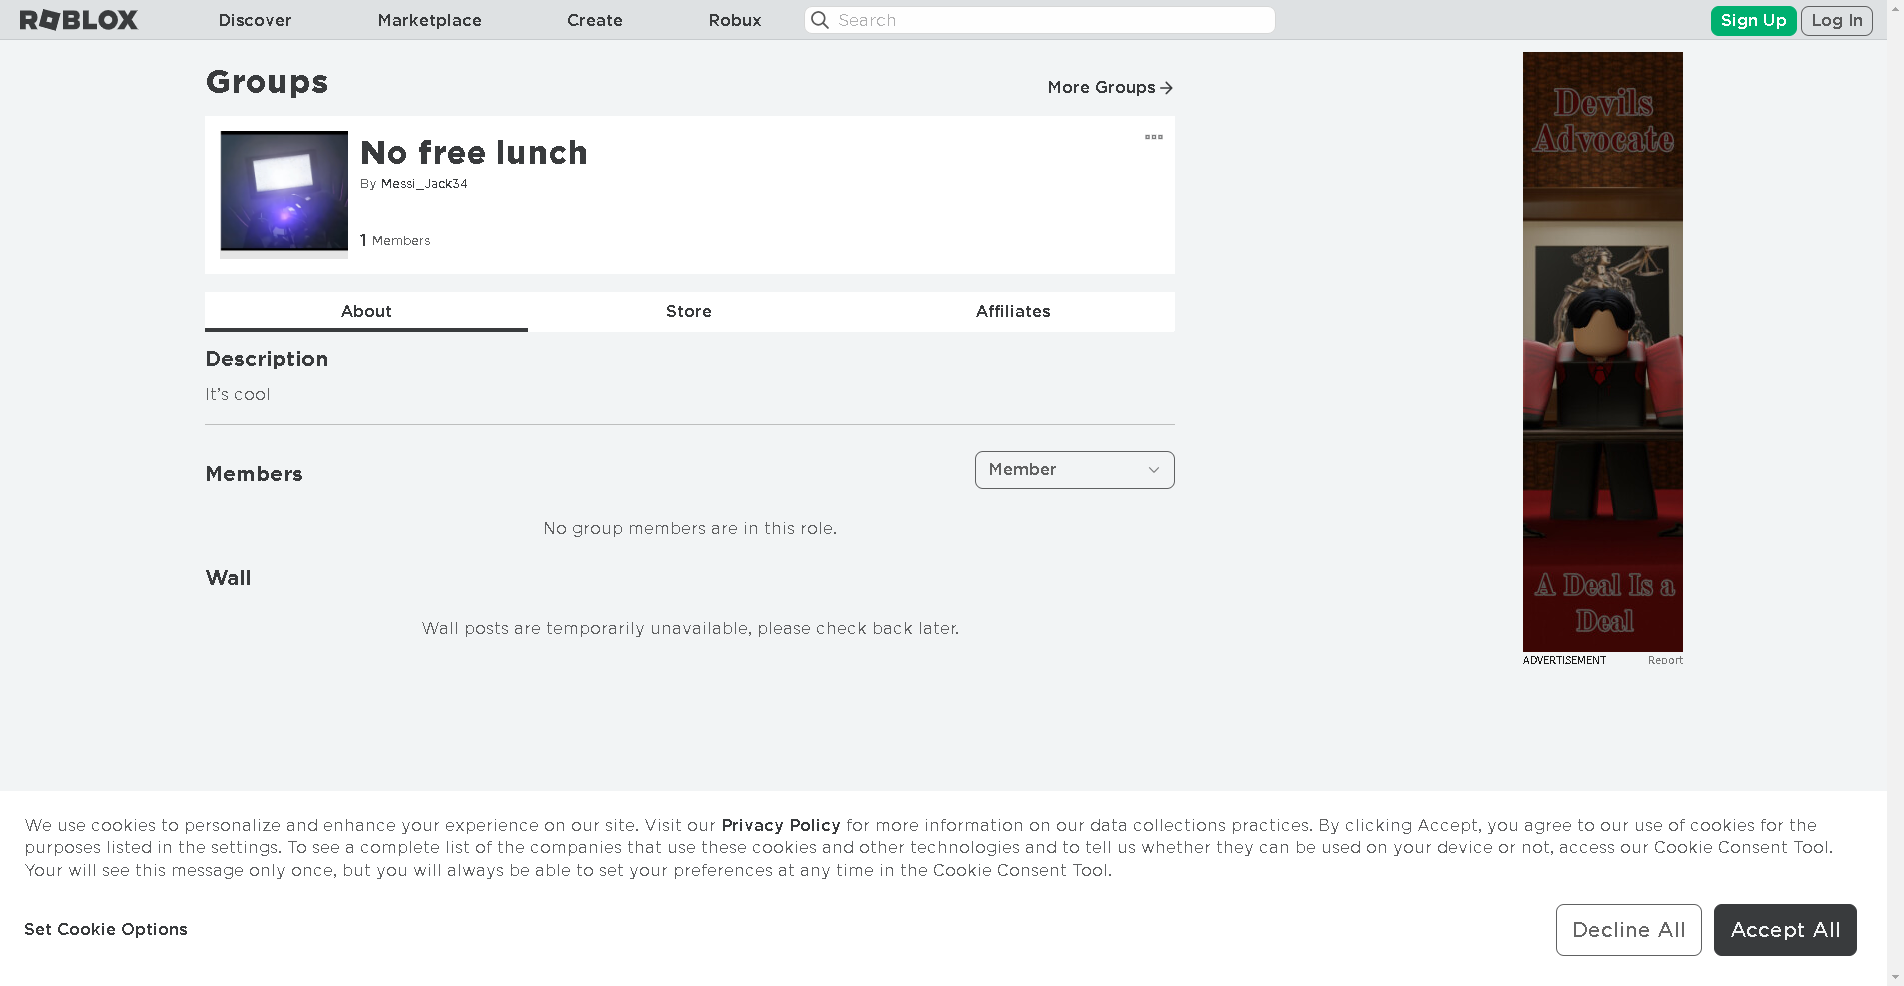 ROBLOX
Discover
Marketplace
Create
Robux
Search
Sign Up
Log In
Groups
More Groups
No free lunch
By Messi_Jack34
1 Members
About
Store
Affiliates
Description
It's cool
Members
Member
No group members are in this role.
Wall
Wall posts are temporarily unavailable, please check back later.
Devils
Advocate
A Deal Is a
Deal
ADVERTISEMENT
Report
We use cookies to personalize and enhance your experience on our site. Visit our Privacy Policy for more information on our data collections practices. By clicking Accept, you agree to our use of cookies for the
purposes listed in the settings. To see a complete list of the companies that use these cookies and other technologies and to tell us whether they can be used on your device or not, access our Cookie Consent Tool.
Your will see this message only once, but you will always be able to set your preferences at any time in the Cookie Consent Tool.
Set Cookie Options
Decline All
Accept All